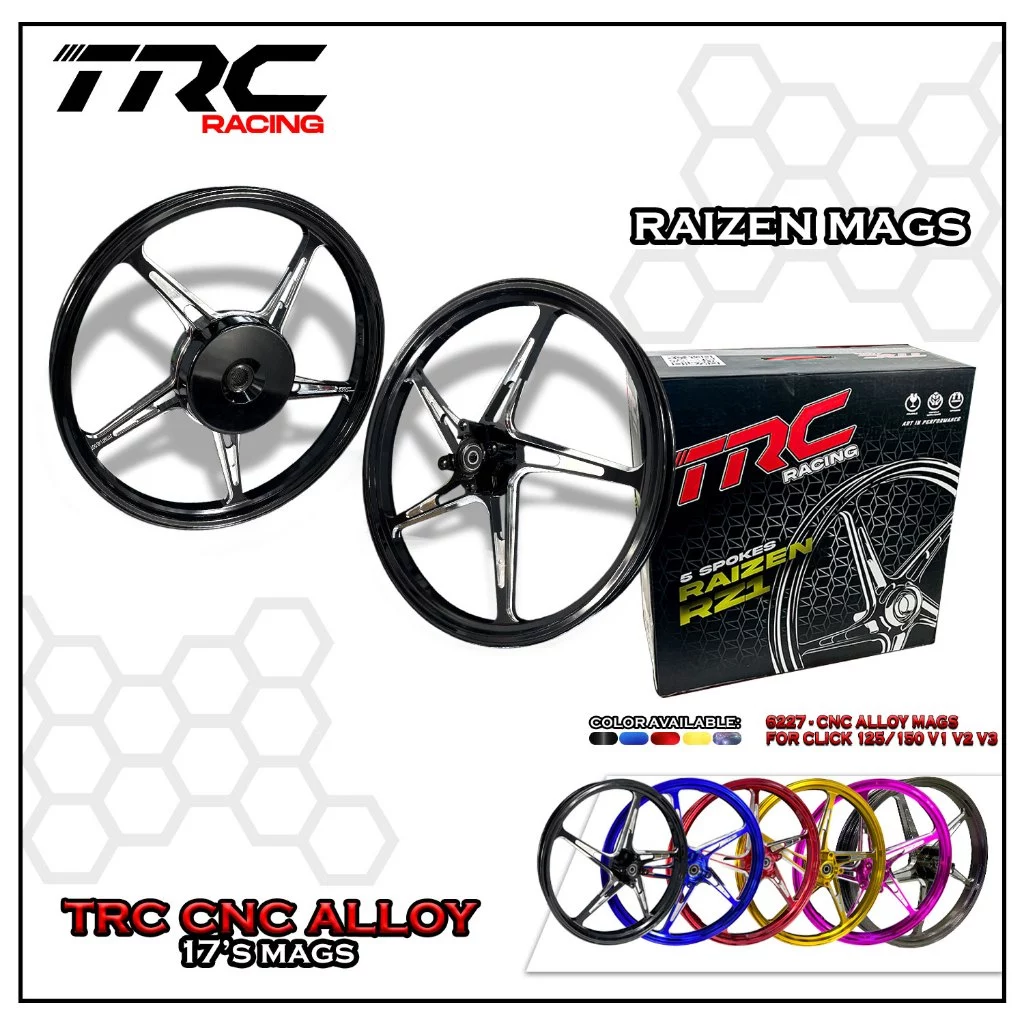 TRC
RACING
RAIZEN MAGS
TRC
RACING
ART IN PERFORMANCE
5 SPOKES
RAIZEN
RZ1
COLOR AVAILABLE:
6227 - CNC ALLOY MAGS
FOR CLICK 125/150 V1 V2 V3
TRC CNC ALLOY
17'S MAGS